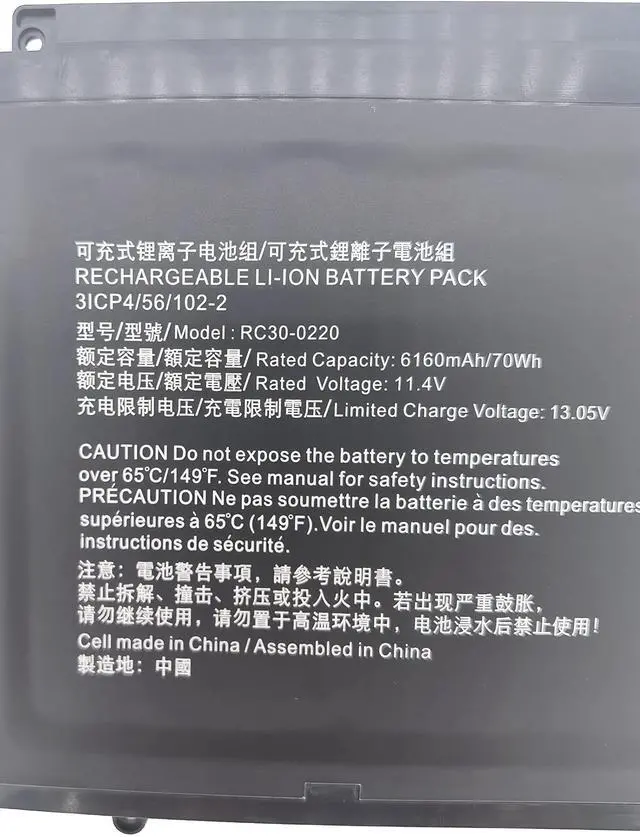 可充式锂离子电池组/可充式鋰離子電池組
RECHARGEABLE LI-ION BATTERY PACK
3ICP4/56/102-2
型号/型號/Model : RC30-0220
额定容量/額定容量/ Rated Capacity: 6160mAh/70Wh
额定电压/額定電壓/ Rated Voltage: 11.4V
充电限制电压/充電限制電壓/Limited Charge Voltage: 13.05V
CAUTION Do not expose the battery to temperatures
over 65℃/149℉. See manual for safety instructions.
PRÉCAUTION Ne pas soumettre la batterie à des temperatures
supérieures à 65℃ (149℉).Voir le manuel pour des.
instructions de sécurité.
注意：電池警告事項，請參考說明書。
禁止拆解、撞击、挤压或投入火中。若出现严重鼓胀，
请勿继续使用，请勿置于高温环境中，电池浸水后禁止使用！
Cell made in China / Assembled in China
製造地：中國